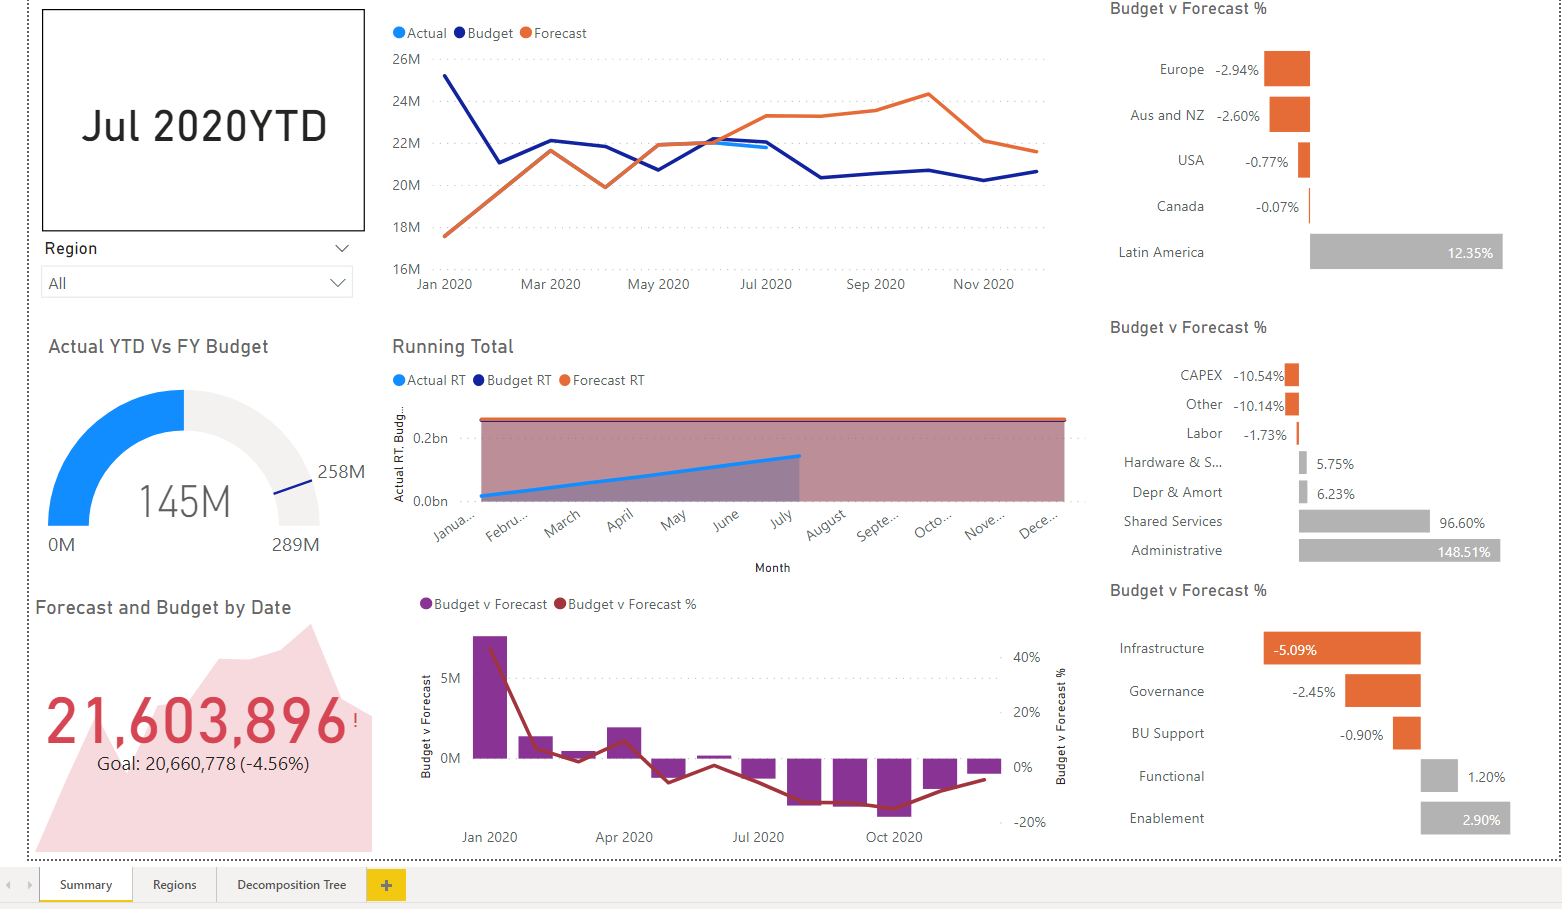 Jul 2020YTD
Region
All
Actual YTD Vs FY Budget
258M
145M
0M
289M
Forecast and Budget by Date
21,603,896!
Goal: 20,660,778 (-4.56%)
Actual Budget Forecast
26M
24M
22M
20M
18M
16M
Jan 2020 Mar 2020 May 2020 Jul 2020 Sep 2020 Nov 2020
Running Total
Actual RT Budget RT Forecast RT
Actual RT, Budg...
0.2bn
0.0bn
Janua... Febru... March April May June July August Septe... Octo... Nove... Dece...
Month
Budget v Forecast Budget v Forecast %
Budget v Forecast
5M
0M
40%
20%
0%
-20%
Budget v Forecast %
Jan 2020 Apr 2020 Jul 2020 Oct 2020
Budget v Forecast %
Europe -2.94%
Aus and NZ -2.60%
USA -0.77%
Canada -0.07%
Latin America 12.35%
Budget v Forecast %
CAPEX -10.54%
Other -10.14%
Labor -1.73%
Hardware & S... 5.75%
Depr & Amort 6.23%
Shared Services 96.60%
Administrative 148.51%
Budget v Forecast %
Infrastructure -5.09%
Governance -2.45%
BU Support -0.90%
Functional 1.20%
Enablement 2.90%
Summary Regions Decomposition Tree +